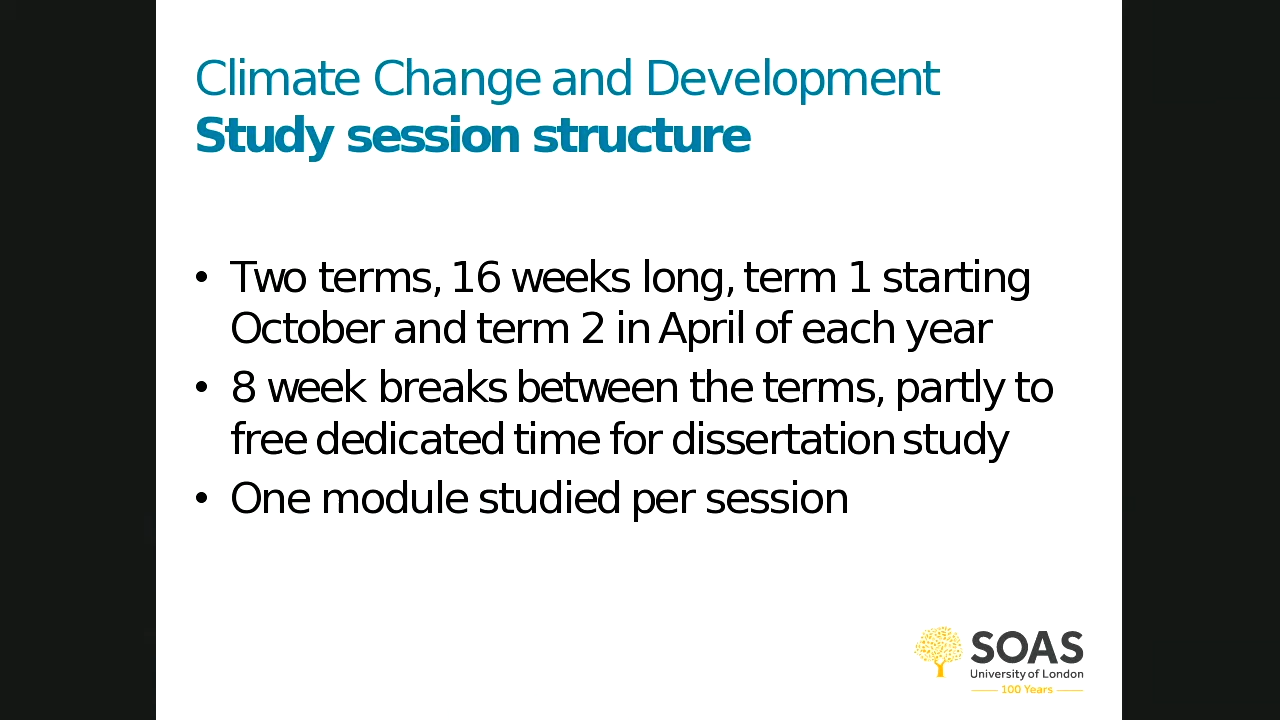 Climate Change and Development
Study session structure
• Two terms, 16 weeks long, term 1 starting
October and term 2 in April of each year
• 8 week breaks between the terms, partly to
free dedicated time for dissertation study
• One module studied per session
SOAS
University of London
100 Years